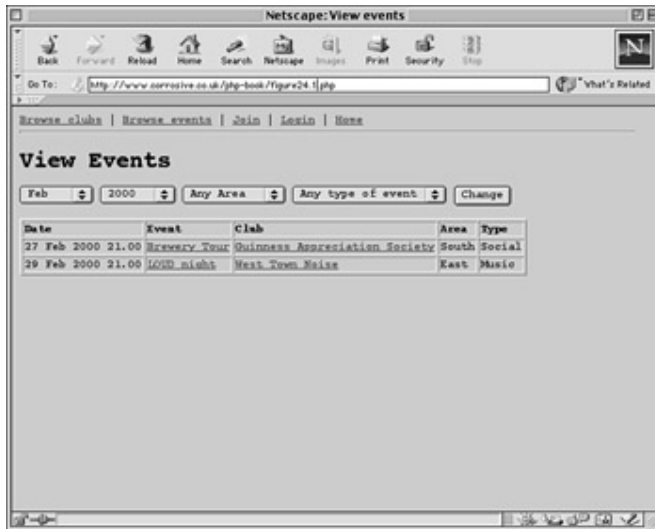 Netscape: View events
Back Forward Reload Home Search Netscape Images Print Security Stop
N
Go To: http://www.corrosive.co.uk/php-book/figure24.1.php What's Related
Browse clubs | Browse events | Join | Login | Home
View Events
Feb 2000 Any Area Any type of event Change
Date Event Club Area Type
27 Feb 2000 21.00 Brewery Tour Guinness Appreciation Society South Social
29 Feb 2000 21.00 LOUD night West Town Noise East Music